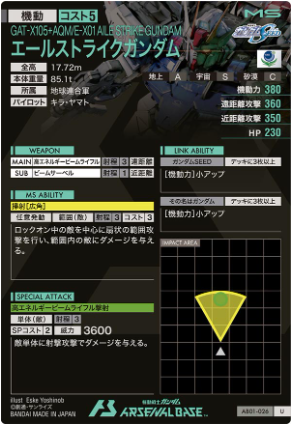 機動 コスト5
MS
GAT-X105+AQM/E-X01 AILE STRIKE GUNDAM
エールストライクガンダム
全高 17.72m
本体重量 85.1t
所属 地球連合軍
パイロット キラ・ヤマト
地上 A 宇宙 S 砂漠 C
機動力 380
遠距離攻撃 360
近距離攻撃 350
HP 230
WEAPON
MAIN 高エネルギービームライフル 射程 3 遠距離
SUB ビームサーベル 射程 1 近距離
LINK ABILITY
ガンダムSEED デッキに3枚以上
[機動力]小アップ
その名はガンダム デッキに3枚以上
[機動力]小アップ
MS ABILITY
掃射[広角]
任意発動 範囲(敵) 射程 3 コスト 3
ロックオン中の敵を中心に扇状の範囲攻
撃を行い、範囲内の敵にダメージを与え
る。
IMPACT AREA
SPECIAL ATTACK
高エネルギービームライフル撃射
単体(敵) 射程 3
SPコスト 2 威力 3600
敵単体に射撃攻撃でダメージを与える。
illust Eske Yoshinob
©創通・サンライズ
BANDAI MADE IN JAPAN
機動戦士ガンダム
ARSENAL BASE
AB01-026 U